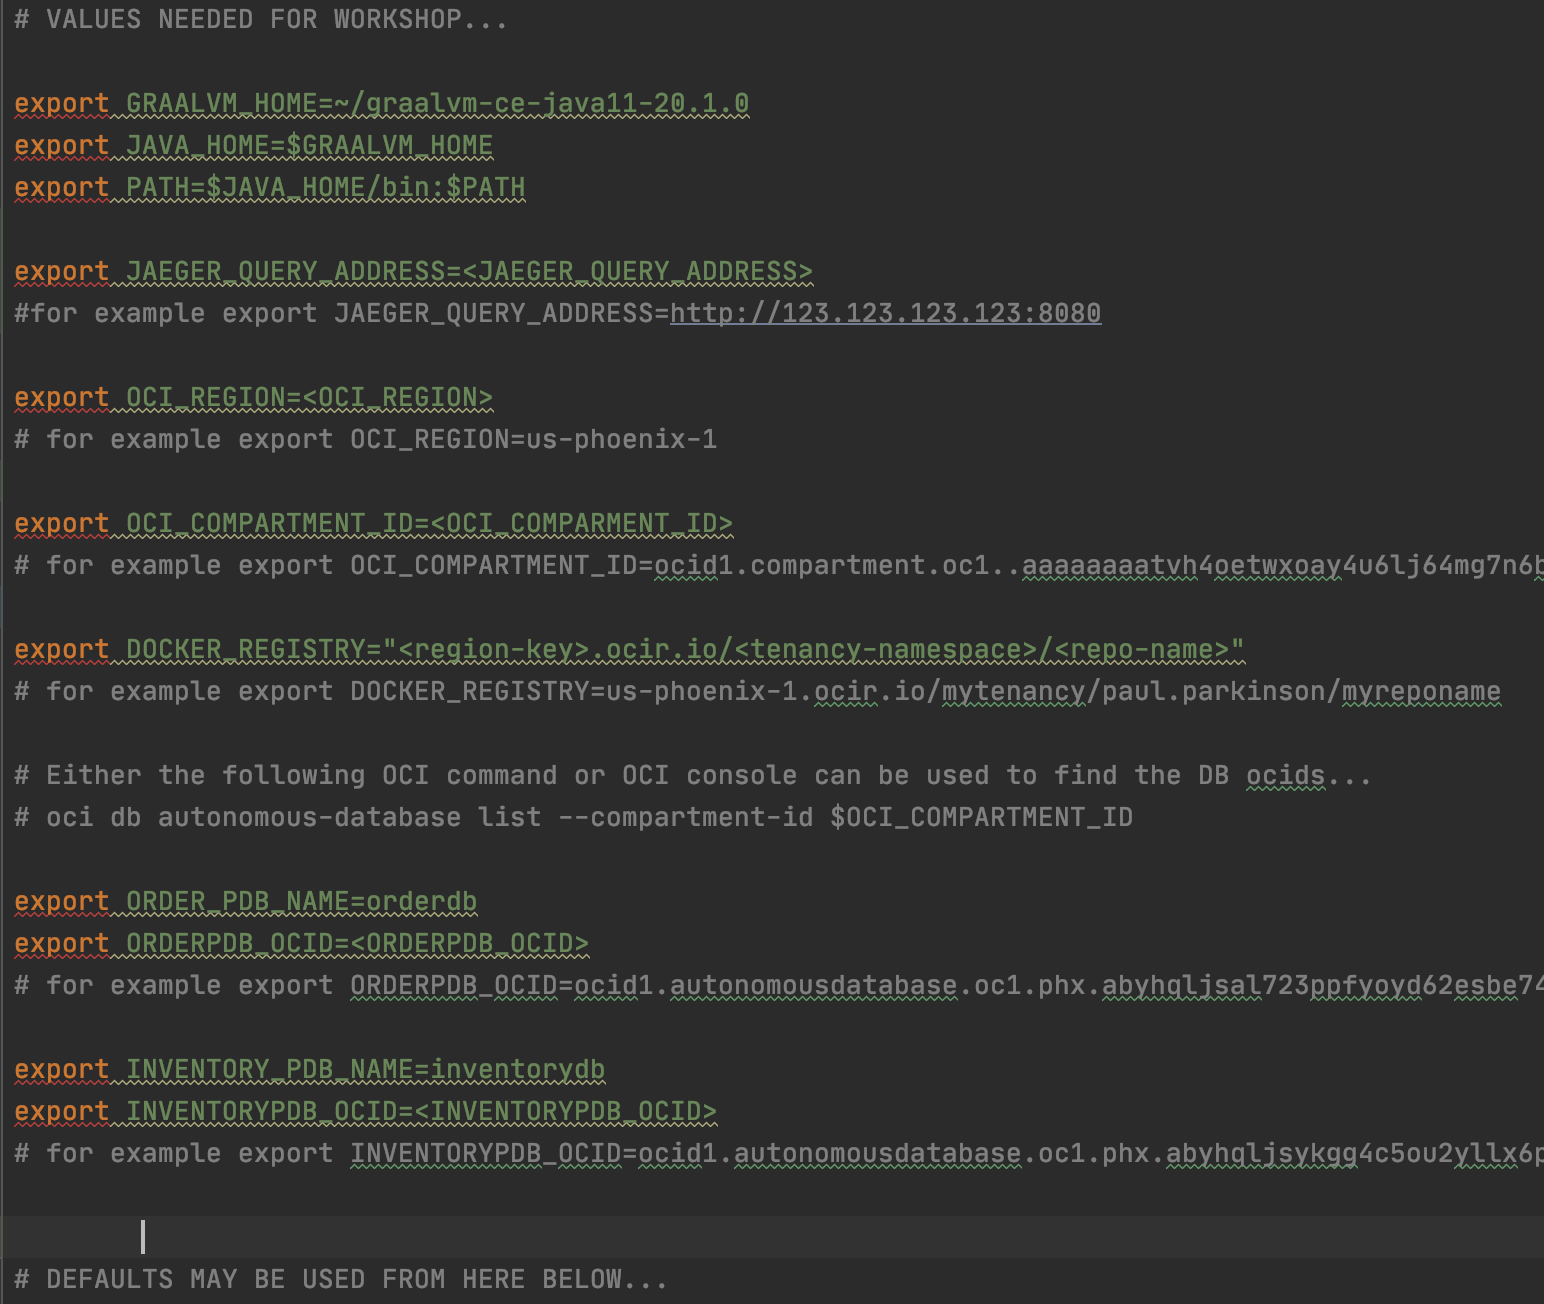 # VALUES NEEDED FOR WORKSHOP...
export GRAALVM_HOME=~/graalvm-ce-java11-20.1.0
export JAVA_HOME=$GRAALVM_HOME
export PATH=$JAVA_HOME/bin:$PATH
export JAEGER_QUERY_ADDRESS=<JAEGER_QUERY_ADDRESS>
#for example export JAEGER_QUERY_ADDRESS=http://123.123.123.123:8080
export OCI_REGION=<OCI_REGION>
# for example export OCI_REGION=us-phoenix-1
export OCI_COMPARTMENT_ID=<OCI_COMPARMENT_ID>
# for example export OCI_COMPARTMENT_ID=ocid1.compartment.oc1..aaaaaaaatvh4oetwxoay4u6lj64mg7n6b
export DOCKER_REGISTRY="<region-key>.ocir.io/<tenancy-namespace>/<repo-name>"
# for example export DOCKER_REGISTRY=us-phoenix-1.ocir.io/mytenancy/paul.parkinson/myreponame
# Either the following OCI command or OCI console can be used to find the DB ocids...
# oci db autonomous-database list --compartment-id $OCI_COMPARTMENT_ID
export ORDER_PDB_NAME=orderdb
export ORDERPDB_OCID=<ORDERPDB_OCID>
# for example export ORDERPDB_OCID=ocid1.autonomousdatabase.oc1.phx.abyhqljsal723ppfyoyd62esbe74
export INVENTORY_PDB_NAME=inventorydb
export INVENTORYPDB_OCID=<INVENTORYPDB_OCID>
# for example export INVENTORYPDB_OCID=ocid1.autonomousdatabase.oc1.phx.abyhqljsykgg4c5ou2yllx6p
# DEFAULTS MAY BE USED FROM HERE BELOW...